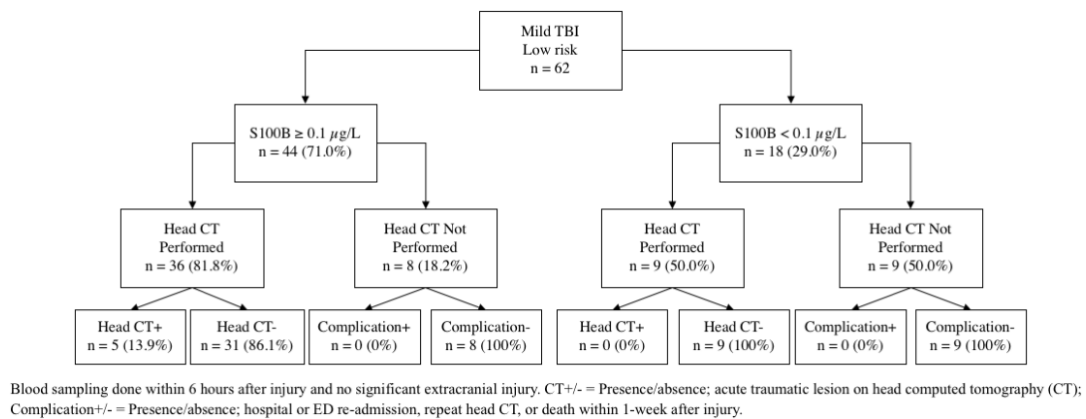 Mild TBI
Low risk
n = 62
S100B ≥ 0.1 µg/L
n = 44 (71.0%)
S100B < 0.1 µg/L
n = 18 (29.0%)
Head CT
Performed
n = 36 (81.8%)
Head CT Not
Performed
n = 8 (18.2%)
Head CT
Performed
n = 9 (50.0%)
Head CT Not
Performed
n = 9 (50.0%)
Head CT+
n = 5 (13.9%)
Head CT-
n = 31 (86.1%)
Complication+
n = 0 (0%)
Complication-
n = 8 (100%)
Head CT+
n = 0 (0%)
Head CT-
n = 9 (100%)
Complication+
n = 0 (0%)
Complication-
n = 9 (100%)
Blood sampling done within 6 hours after injury and no significant extracranial injury. CT+/- = Presence/absence; acute traumatic lesion on head computed tomography (CT);
Complication+/- = Presence/absence; hospital or ED re-admission, repeat head CT, or death within 1-week after injury.